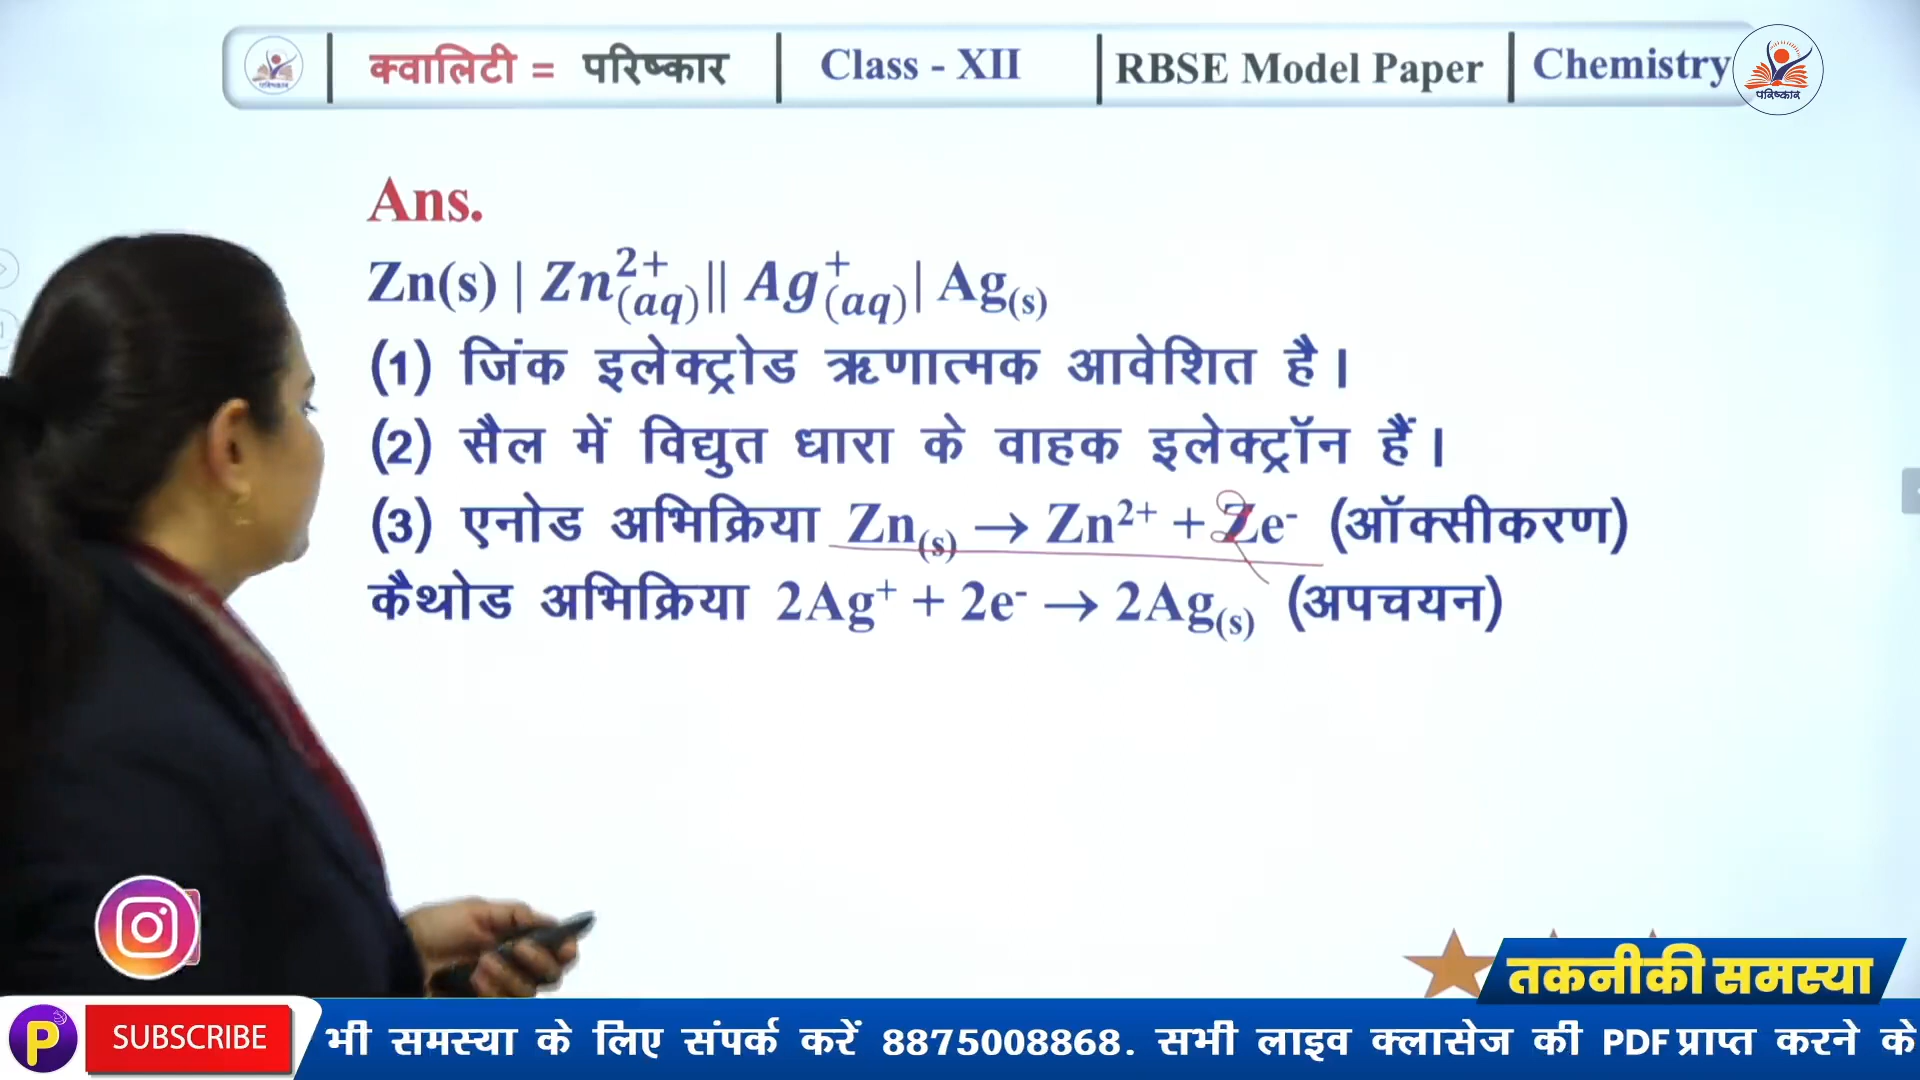 परिष्कार
क्वालिटी = परिष्कार
Class - XII
RBSE Model Paper
Chemistry
परिष्कार
Ans.
Zn(s) | Zn²⁺(aq) || Ag⁺(aq) | Ag(s)
(1) जिंक इलेक्ट्रोड ऋणात्मक आवेशित है।
(2) सैल में विद्युत धारा के वाहक इलेक्ट्रॉन हैं।
(3) एनोड अभिक्रिया Zn(s) → Zn²⁺ + 2e⁻ (ऑक्सीकरण)
कैथोड अभिक्रिया 2Ag⁺ + 2e⁻ → 2Ag(s) (अपचयन)
तकनीकी समस्या
P SUBSCRIBE
भी समस्या के लिए संपर्क करें 8875008868. सभी लाइव क्लासेज की PDF प्राप्त करने के